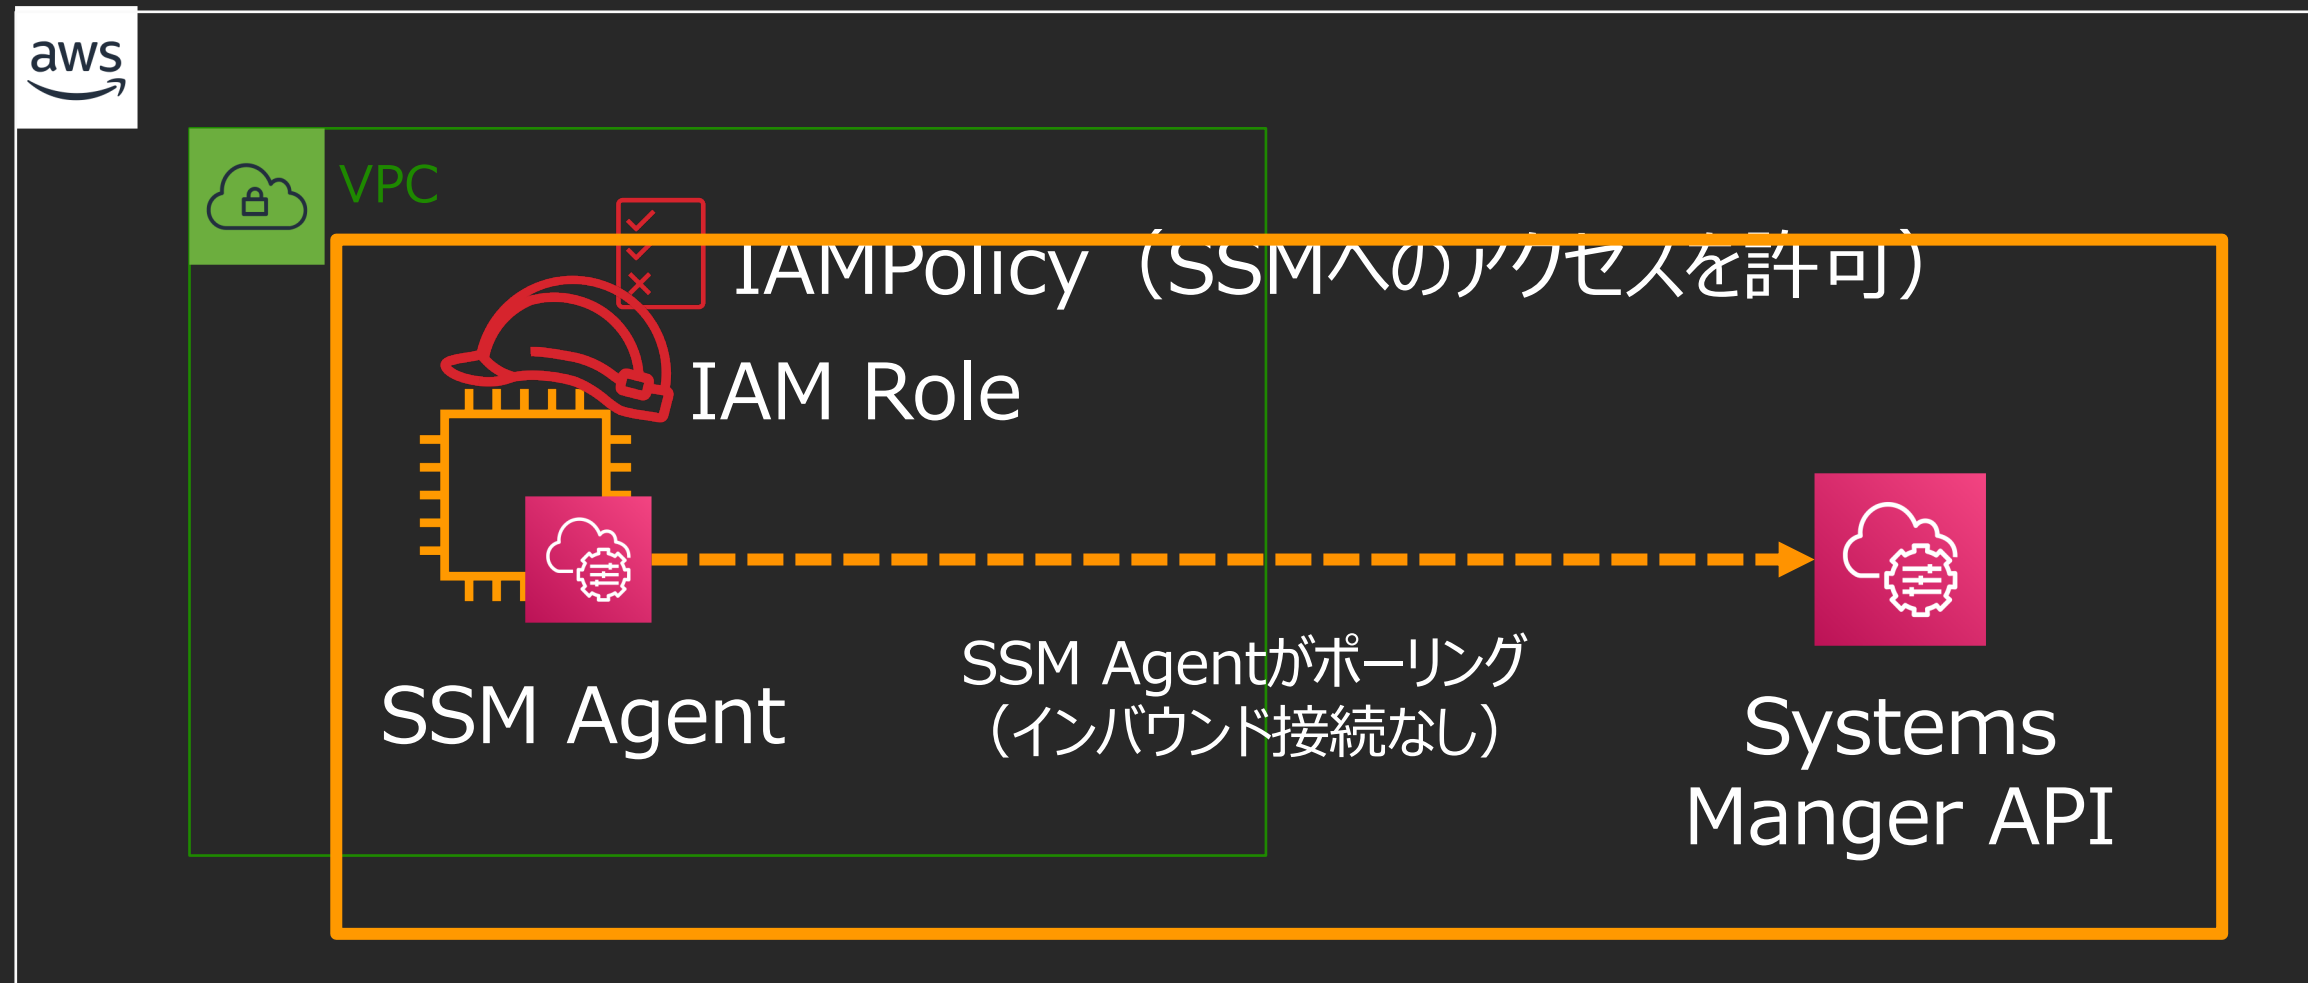 aws
VPC
IAMPolicy（SSMへのアクセスを許可）
IAM Role
SSM Agentがポーリング
（インバウンド接続なし）
SSM Agent
Systems
Manger API